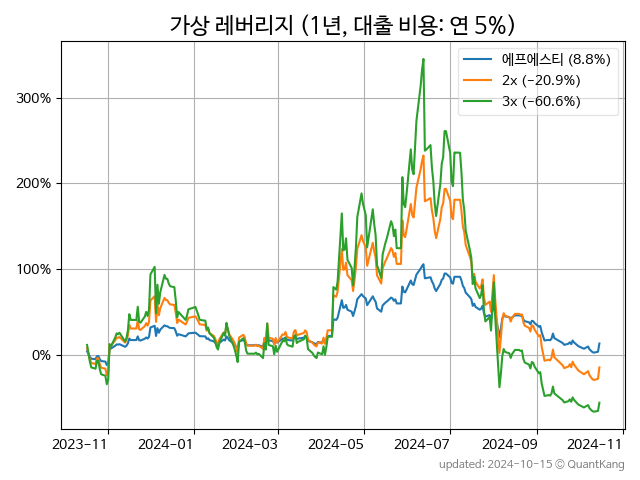 가상 레버리지 (1년, 대출 비용: 연 5%)
에프에스티 (8.8%)
2x (−20.9%)
3x (−60.6%)
300%
200%
100%
0%
2023−11 2024−01 2024−03 2024−05 2024−07 2024−09 2024−11
updated: 2024-10-15 © QuantKang